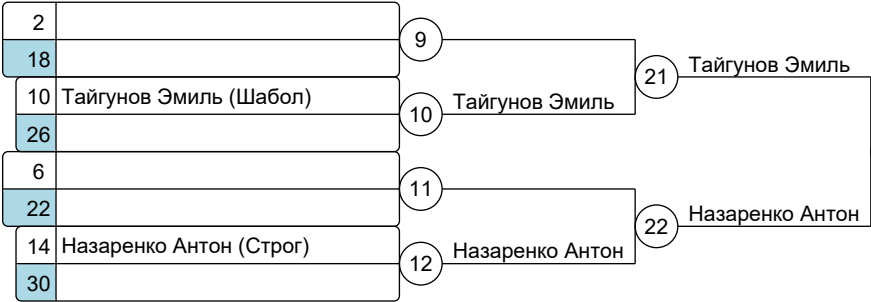 2
9
18
21 Тайгунов Эмиль
10 Тайгунов Эмиль (Шабол)
10 Тайгунов Эмиль
26
6
11
22
22 Назаренко Антон
14 Назаренко Антон (Строг)
12 Назаренко Антон
30